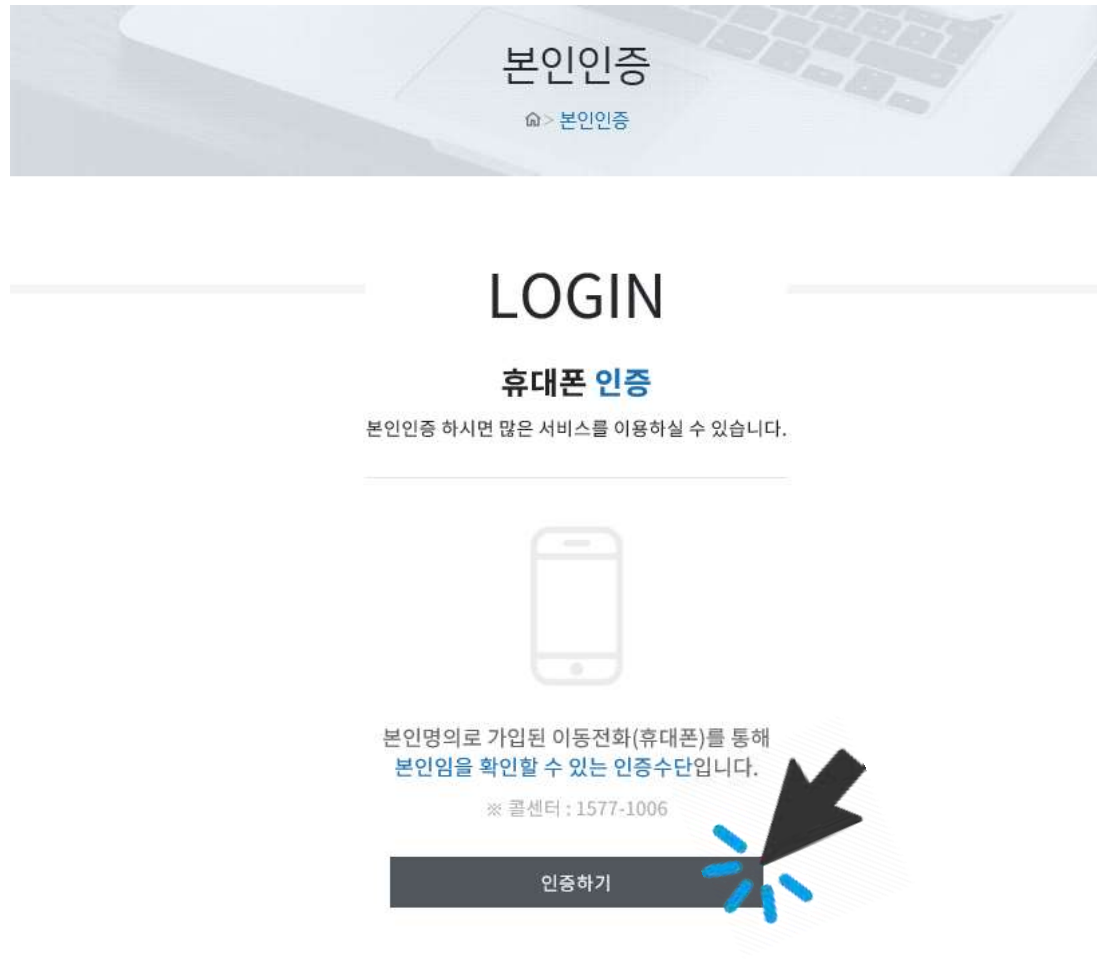 본인인증
> 본인인증
LOGIN
휴대폰 인증
본인인증 하시면 많은 서비스를 이용하실 수 있습니다.
본인명의로 가입된 이동전화(휴대폰)를 통해
본인임을 확인할 수 있는 인증수단입니다.
※ 콜센터 : 1577-1006
인증하기